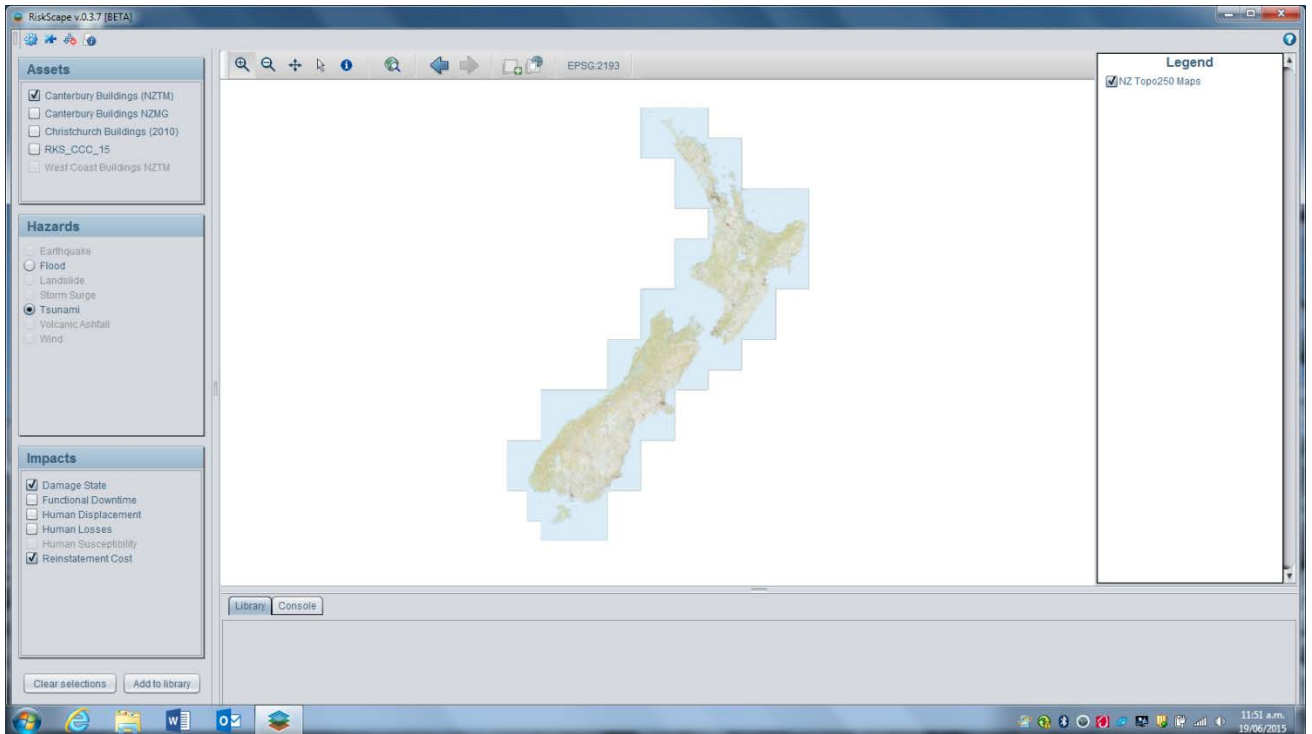 RiskScape v.0.3.7 [BETA]
Assets
Canterbury Buildings (NZTM)
Canterbury Buildings NZMG
Christchurch Buildings (2010)
RKS_CCC_15
West Coast Buildings NZTM
Hazards
Earthquake
Flood
Landslide
Storm Surge
Tsunami
Volcanic Ashfall
Wind
Impacts
Damage State
Functional Downtime
Human Displacement
Human Losses
Human Susceptibility
Reinstatement Cost
Clear selections
Add to library
EPSG:2193
Legend
NZ Topo250 Maps
Library
Console
11:51 a.m.
19/06/2015